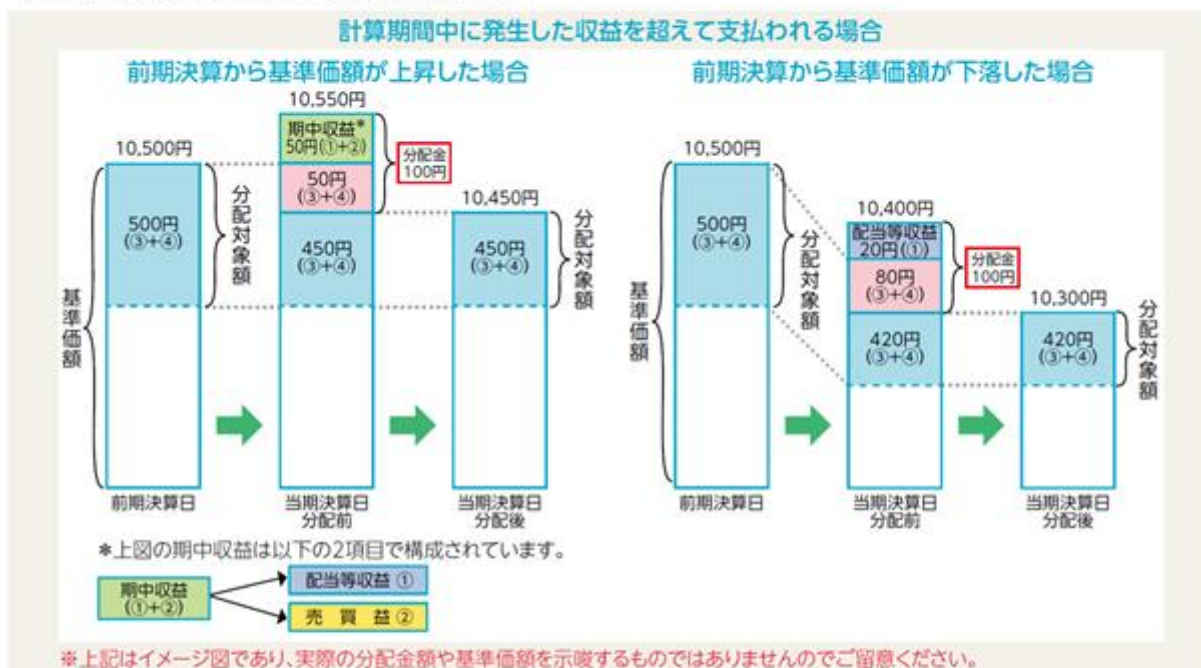 計算期間中に発生した収益を超えて支払われる場合
前期決算から基準価額が上昇した場合
10,550円
期中収益*
50円(①+②)
分配金
100円
10,500円
50円
(③+④)
分配対象額
500円
(③+④)
450円
(③+④)
10,450円
450円
(③+④)
分配対象額
基準価額
前期決算日
当期決算日
分配前
当期決算日
分配後
前期決算から基準価額が下落した場合
10,500円
500円
(③+④)
分配対象額
10,400円
配当等収益
20円(①)
80円
(③+④)
分配金
100円
420円
(③+④)
10,300円
420円
(③+④)
分配対象額
基準価額
前期決算日
当期決算日
分配前
当期決算日
分配後
*上図の期中収益は以下の2項目で構成されています。
期中収益
(①+②)
配当等収益 ①
売 買 益 ②
※上記はイメージ図であり、実際の分配金額や基準価額を示唆するものではありませんのでご留意ください。